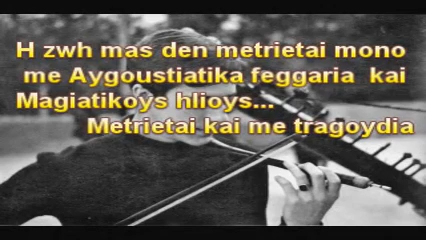 H zwh mas den metrietai mono
me Aygoustiatika feggaria kai
Magiatikoys hlioys...
Metrietai kai me tragoydia